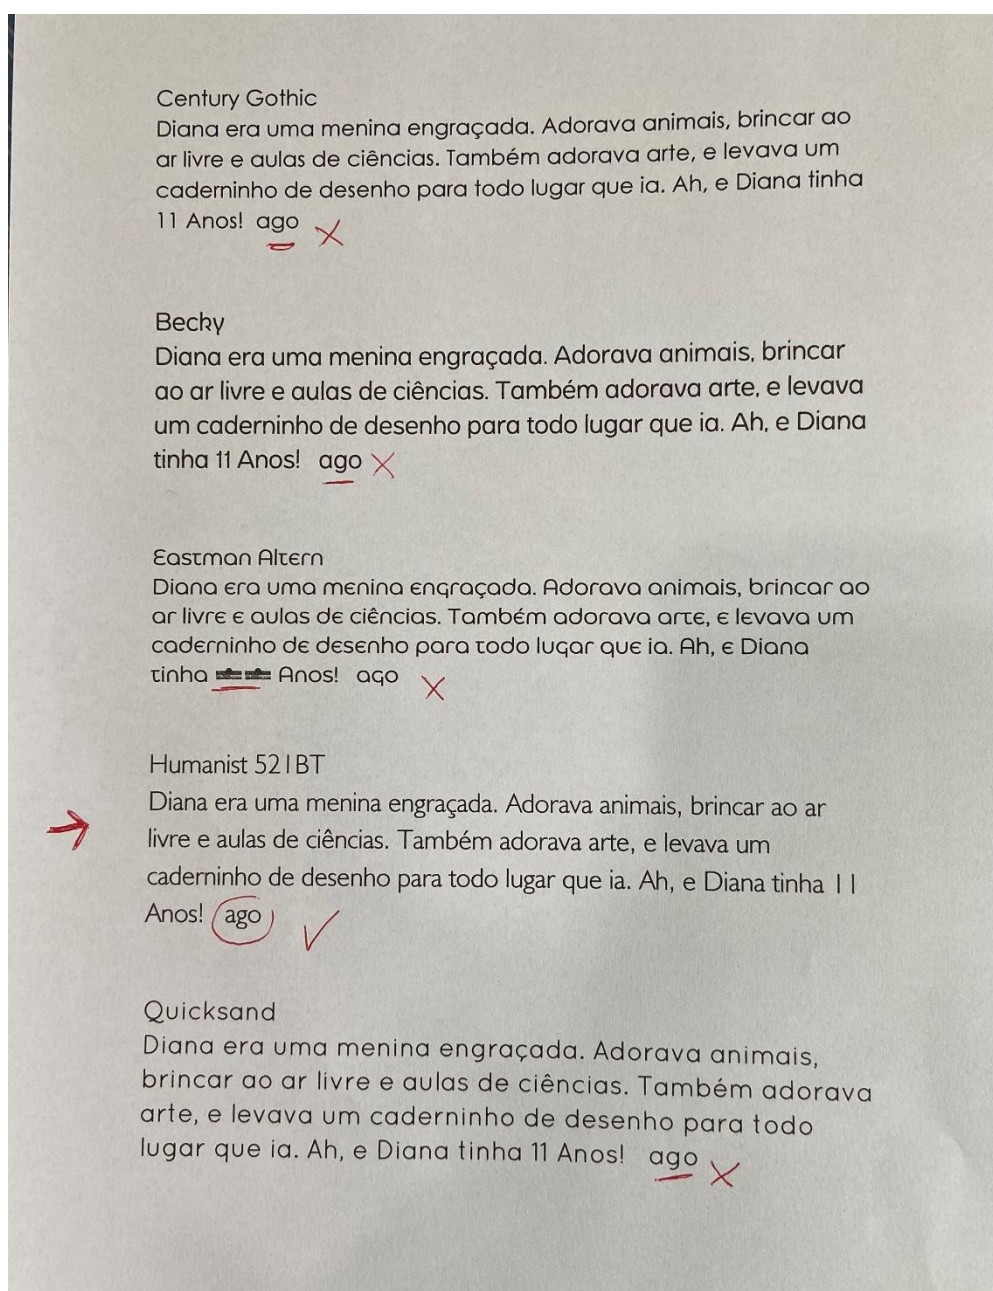 Century Gothic
Diana era uma menina engraçada. Adorava animais, brincar ao
ar livre e aulas de ciências. Também adorava arte, e levava um
caderninho de desenho para todo lugar que ia. Ah, e Diana tinha
11 Anos! ago
Becky
Diana era uma menina engraçada. Adorava animais, brincar
ao ar livre e aulas de ciências. Também adorava arte, e levava
um caderninho de desenho para todo lugar que ia. Ah, e Diana
tinha 11 Anos! ago
Eastman Altern
Diana era uma menina engraçada. Adorava animais, brincar ao
ar livre e aulas de ciências. Também adorava arte, e levava um
caderninho de desenho para todo lugar que ia. Ah, e Diana
tinha Anos! ago
Humanist 521BT
Diana era uma menina engraçada. Adorava animais, brincar ao ar
livre e aulas de ciências. Também adorava arte, e levava um
caderninho de desenho para todo lugar que ia. Ah, e Diana tinha 11
Anos! ago
Quicksand
Diana era uma menina engraçada. Adorava animais,
brincar ao ar livre e aulas de ciências. Também adorava
arte, e levava um caderninho de desenho para todo
lugar que ia. Ah, e Diana tinha 11 Anos! ago